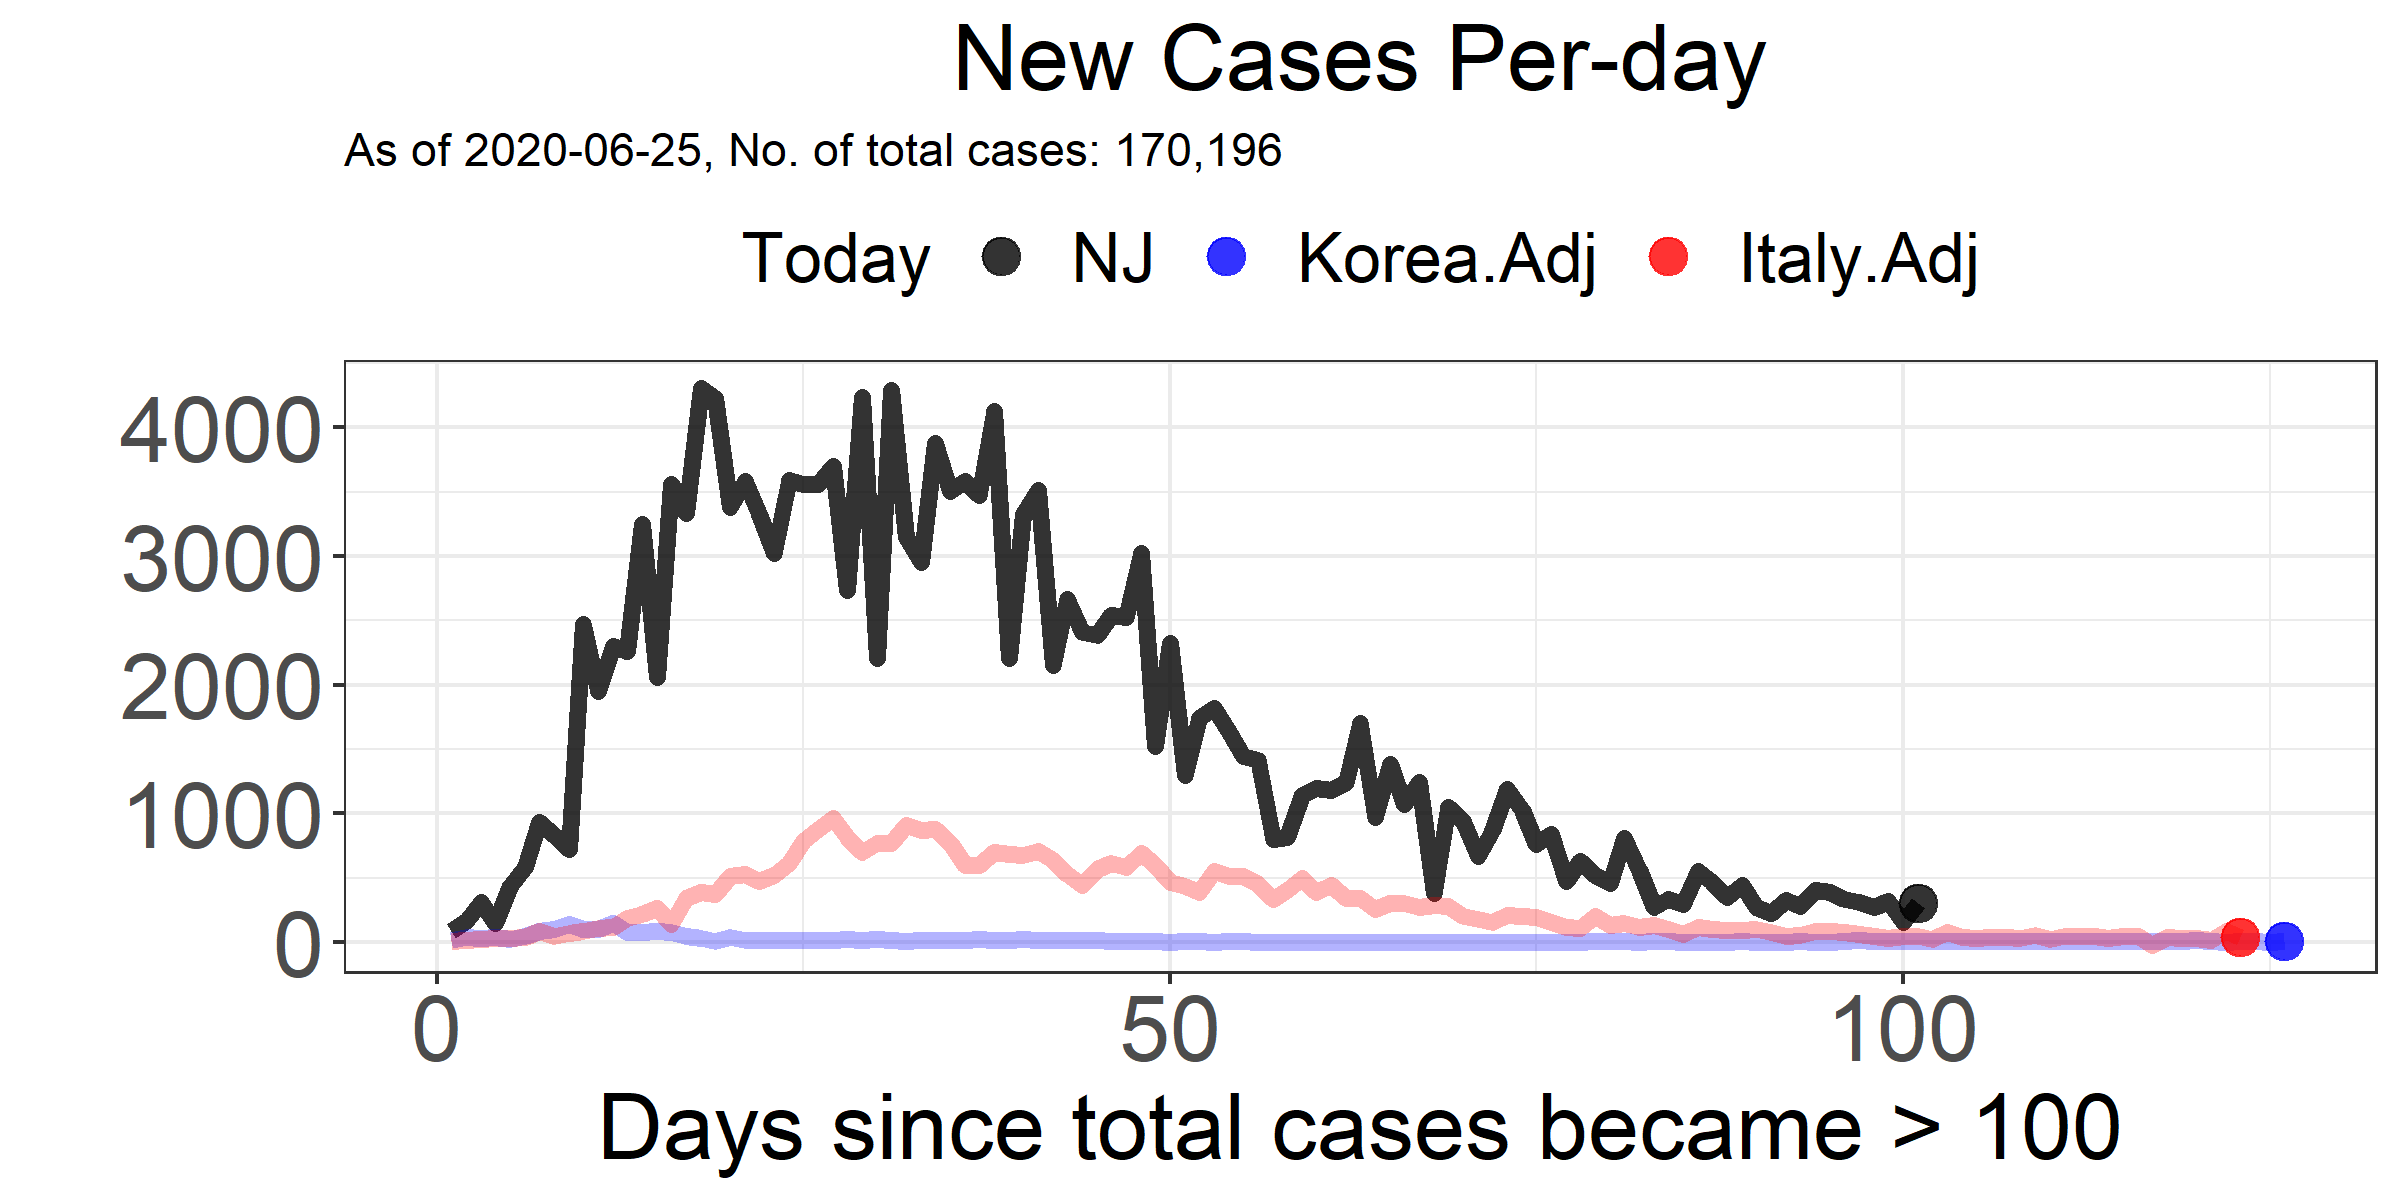 New Cases Per-day
As of 2020-06-25, No. of total cases: 170,196
Today NJ Korea.Adj Italy.Adj
4000
3000
2000
1000
0
0 50 100
Days since total cases became > 100